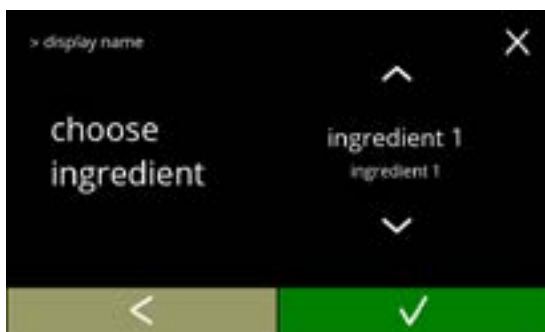 > display name
choose
ingredient
ingredient 1
ingredient 1